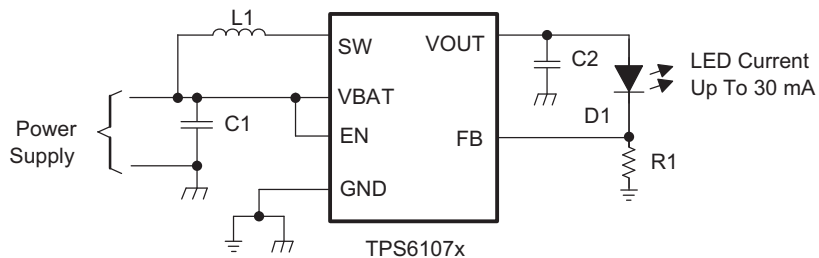 L1
SW
VOUT
C2
LED Current
Up To 30 mA
VBAT
D1
C1
EN
FB
Power
Supply
R1
GND
TPS6107x